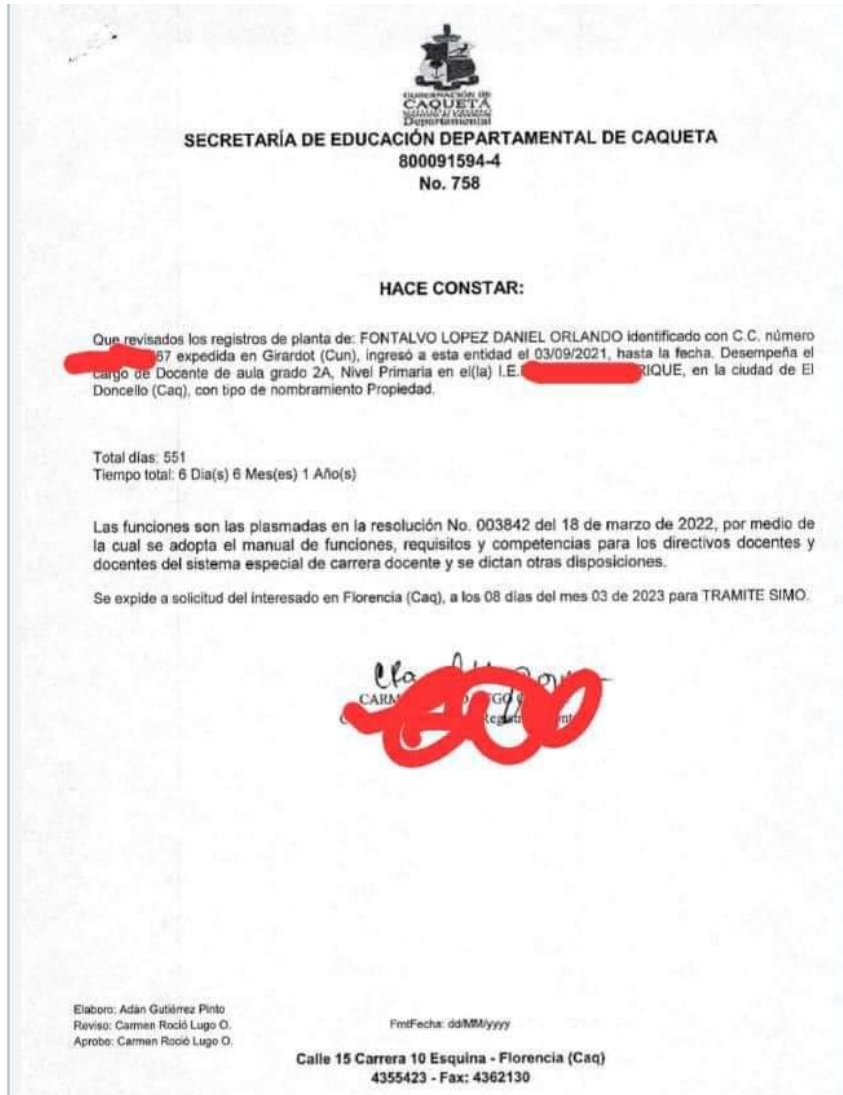 GOBERNACIÓN DE
CAQUETÁ
Departamental
SECRETARÍA DE EDUCACIÓN DEPARTAMENTAL DE CAQUETA
800091594-4
No. 758
HACE CONSTAR:
Que revisados los registros de planta de: FONTALVO LOPEZ DANIEL ORLANDO identificado con C.C. número
67 expedida en Girardot (Cun), ingresó a esta entidad el 03/09/2021, hasta la fecha. Desempeña el
cargo de Docente de aula grado 2A, Nivel Primaria en el(la) I.E. RIQUE, en la ciudad de El
Doncello (Caq), con tipo de nombramiento Propiedad.
Total días: 551
Tiempo total: 6 Dia(s) 6 Mes(es) 1 Año(s)
Las funciones son las plasmadas en la resolución No. 003842 del 18 de marzo de 2022, por medio de
la cual se adopta el manual de funciones, requisitos y competencias para los directivos docentes y
docentes del sistema especial de carrera docente y se dictan otras disposiciones.
Se expide a solicitud del interesado en Florencia (Caq), a los 08 días del mes 03 de 2023 para TRAMITE SIMO.
CARM GO
Elaboro: Adán Gutiérrez Pinto
Reviso: Carmen Roció Lugo O.
Aprobo: Carmen Roció Lugo O.
FmtFecha: dd/MM/yyyy
Calle 15 Carrera 10 Esquina - Florencia (Caq)
4355423 - Fax: 4362130